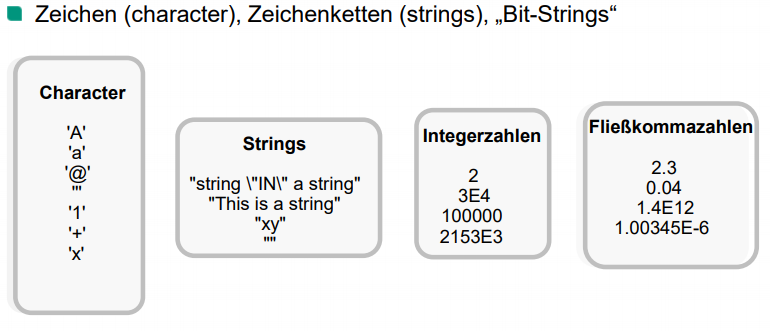 Zeichen (character), Zeichenketten (strings), „Bit-Strings“
Character
'A'
'a'
'@'
'''
'1'
'+'
'x'
Strings
"string \"IN\" a string"
"This is a string"
"xy"
""
Integerzahlen
2
3E4
100000
2153E3
Fließkommazahlen
2.3
0.04
1.4E12
1.00345E-6